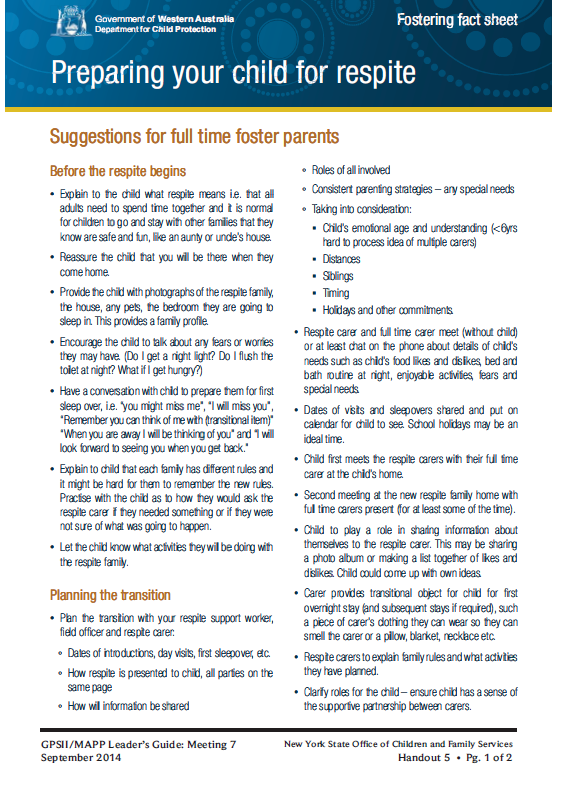 Government of Western Australia
Department for Child Protection
Fostering fact sheet
Preparing your child for respite
Suggestions for full time foster parents
Before the respite begins
• Explain to the child what respite means i.e. that all
adults need to spend time together and it is normal
for children to go and stay with other families that they
know are safe and fun, like an aunty or uncle's house.
• Reassure the child that you will be there when they
come home.
• Provide the child with photographs of the respite family,
the house, any pets, the bedroom they are going to
sleep in. This provides a family profile.
• Encourage the child to talk about any fears or worries
they may have. (Do I get a night light? Do I flush the
toilet at night? What if I get hungry?)
• Have a conversation with child to prepare them for first
sleep over, i.e. "you might miss me", "I will miss you",
"Remember you can think of me with (transitional item)"
"When you are away I will be thinking of you" and "I will
look forward to seeing you when you get back."
• Explain to child that each family has different rules and
it might be hard for them to remember the new rules.
Practise with the child as to how they would ask the
respite carer if they needed something or if they were
not sure of what was going to happen.
• Let the child know what activities they will be doing with
the respite family.
Planning the transition
• Plan the transition with your respite support worker,
field officer and respite carer:
° Dates of introductions, day visits, first sleepover, etc.
° How respite is presented to child, all parties on the
same page
° How will information be shared
° Roles of all involved
° Consistent parenting strategies – any special needs
° Taking into consideration:
▪ Child's emotional age and understanding (<6yrs
hard to process idea of multiple carers)
▪ Distances
▪ Siblings
▪ Timing
▪ Holidays and other commitments.
• Respite carer and full time carer meet (without child)
or at least chat on the phone about details of child's
needs such as child's food likes and dislikes, bed and
bath routine at night, enjoyable activities, fears and
special needs.
• Dates of visits and sleepovers shared and put on
calendar for child to see. School holidays may be an
ideal time.
• Child first meets the respite carers with their full time
carer at the child's home.
• Second meeting at the new respite family home with
full time carers present (for at least some of the time).
• Child to play a role in sharing information about
themselves to the respite carer. This may be sharing
a photo album or making a list together of likes and
dislikes. Child could come up with own ideas.
• Carer provides transitional object for child for first
overnight stay (and subsequent stays if required), such
a piece of carer's clothing they can wear so they can
smell the carer or a pillow, blanket, necklace etc.
• Respite carers to explain family rules and what activities
they have planned.
• Clarify roles for the child – ensure child has a sense of
the supportive partnership between carers.
GPSII/MAPP Leader's Guide: Meeting 7
September 2014
New York State Office of Children and Family Services
Handout 5 • Pg. 1 of 2